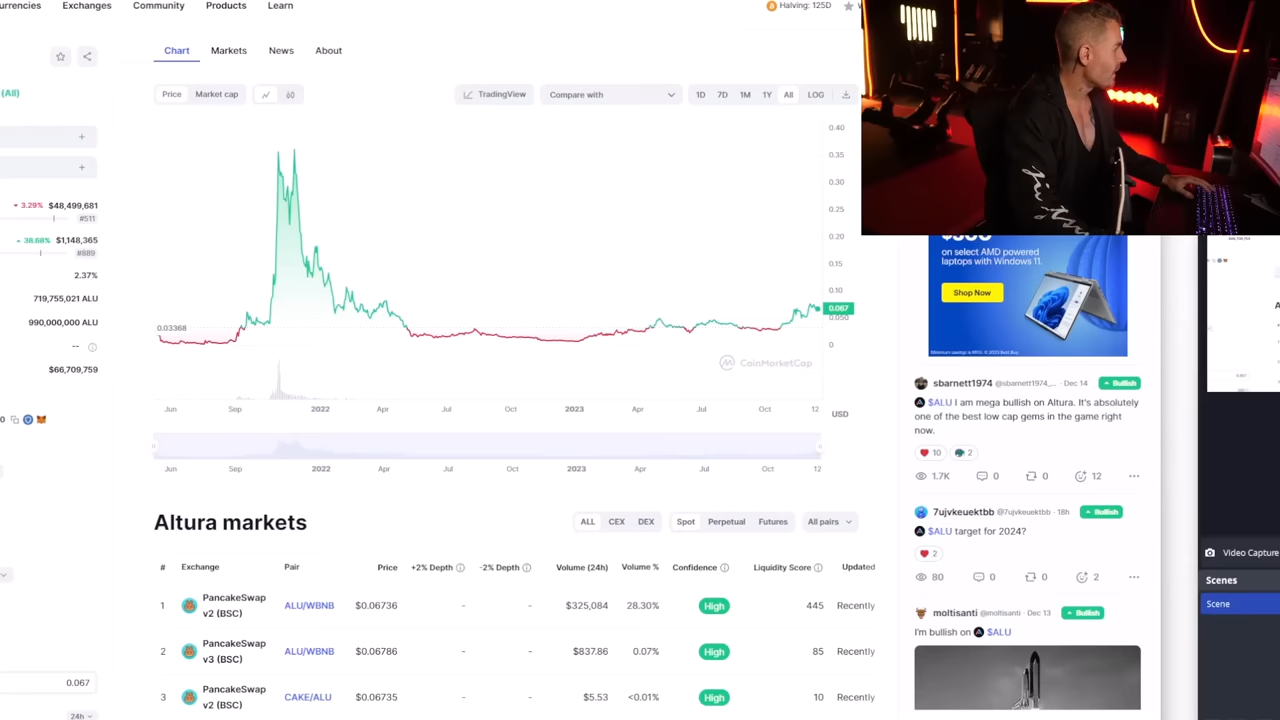 urrencies Exchanges Community Products Learn
Halving: 125D
Chart Markets News About
(All)
Price Market cap
TradingView Compare with 1D 7D 1M 1Y All LOG
0.40
0.35
0.30
0.25
0.20
0.15
0.10
0.067
0.050
0
0.03368
CoinMarketCap
Jun Sep 2022 Apr Jul Oct 2023 Apr Jul Oct 12 USD
Jun Sep 2022 Apr Jul Oct 2023 Apr Jul Oct 12
3.29% $48,499,681
#511
38.68% $1,148,365
#889
2.37%
719,755,021 ALU
990,000,000 ALU
--
$66,709,759
0
0.067
24h
Altura markets
ALL CEX DEX Spot Perpetual Futures All pairs
# Exchange Pair Price +2% Depth -2% Depth Volume (24h) Volume % Confidence Liquidity Score Updated
1 PancakeSwap v2 (BSC) ALU/WBNB $0.06736 - - $325,084 28.30% High 445 Recently
2 PancakeSwap v3 (BSC) ALU/WBNB $0.06786 - - $837.86 0.07% High 85 Recently
3 PancakeSwap v2 (BSC) CAKE/ALU $0.06735 - - $5.53 <0.01% High 10 Recently
on select AMD powered
laptops with Windows 11.
Shop Now
sbarnett1974 @sbarnett1974_... · Dec 14 Bullish
$ALU I am mega bullish on Altura. It's absolutely
one of the best low cap gems in the game right
now.
10 2
1.7K 0 0 12
7ujvkeuektbb @7ujvkeuektbb · 18h Bullish
$ALU target for 2024?
2
80 0 0 2
moltisanti @moltisanti · Dec 13 Bullish
I'm bullish on $ALU
Video Capture
Scenes
Scene